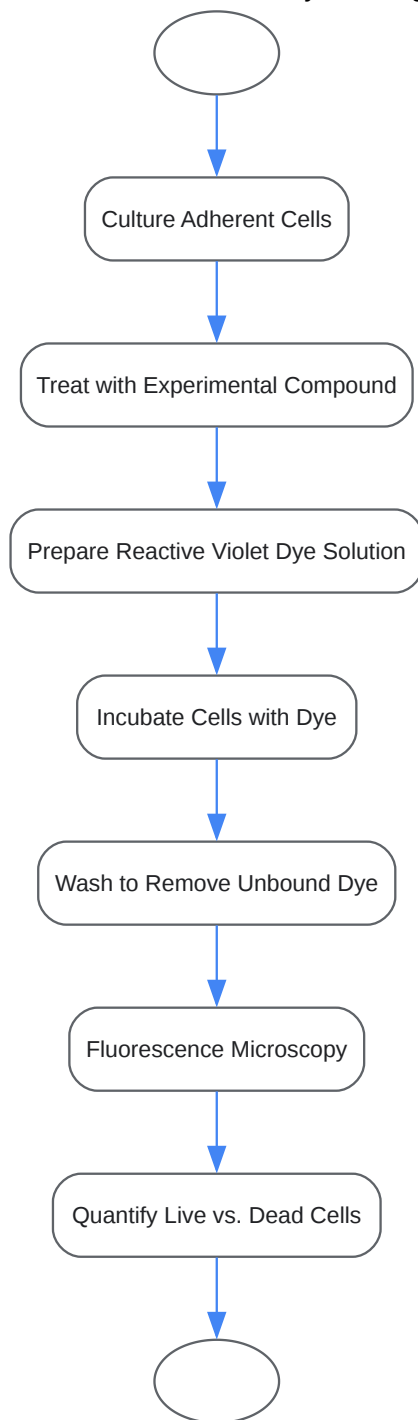 Culture Adherent Cells
Treat with Experimental Compound
Prepare Reactive Violet Dye Solution
Incubate Cells with Dye
Wash to Remove Unbound Dye
Fluorescence Microscopy
Quantify Live vs. Dead Cells